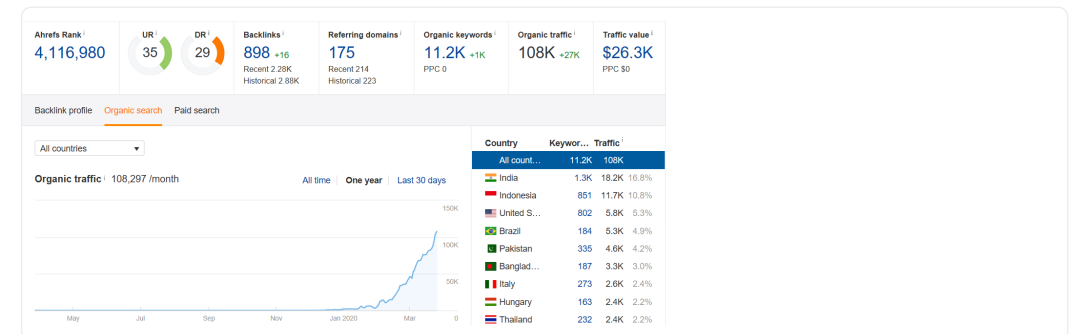 Ahrefs Rank i
UR i
DR i
Backlinks i
Referring domains i
Organic keywords i
Organic traffic i
Traffic value i
4,116,980
35
29
898 +16
175
11.2K +1K
108K +27K
$26.3K
Recent 2.28K
Recent 214
PPC 0
PPC $0
Historical 2.88K
Historical 223
Backlink profile Organic search Paid search
All countries
Organic traffic i 108,297 /month
All time One year Last 30 days
150K
100K
50K
0
May Jul Sep Nov Jan 2020 Mar
Country Keywor... Traffic i
All count... 11.2K 108K
India 1.3K 18.2K 16.8%
Indonesia 851 11.7K 10.8%
United S... 802 5.8K 5.3%
Brazil 184 5.3K 4.9%
Pakistan 335 4.6K 4.2%
Banglad... 187 3.3K 3.0%
Italy 273 2.6K 2.4%
Hungary 163 2.4K 2.2%
Thailand 232 2.4K 2.2%